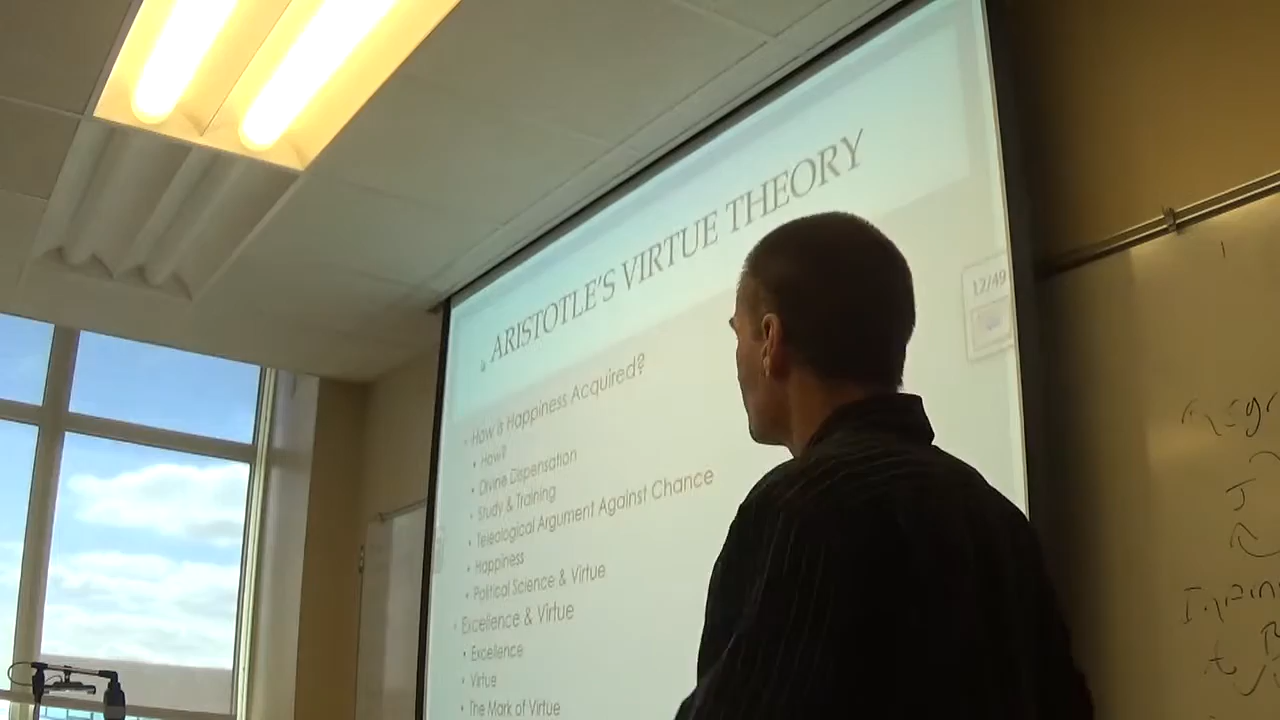 ARISTOTLE'S VIRTUE THEORY
12/49
• How is Happiness Acquired?
• How?
• Divine Dispensation
• Study & Training
• Teleological Argument Against Chance
• Happiness
• Political Science & Virtue
• Excellence & Virtue
• Excellence
• Virtue
• The Mark of Virtue